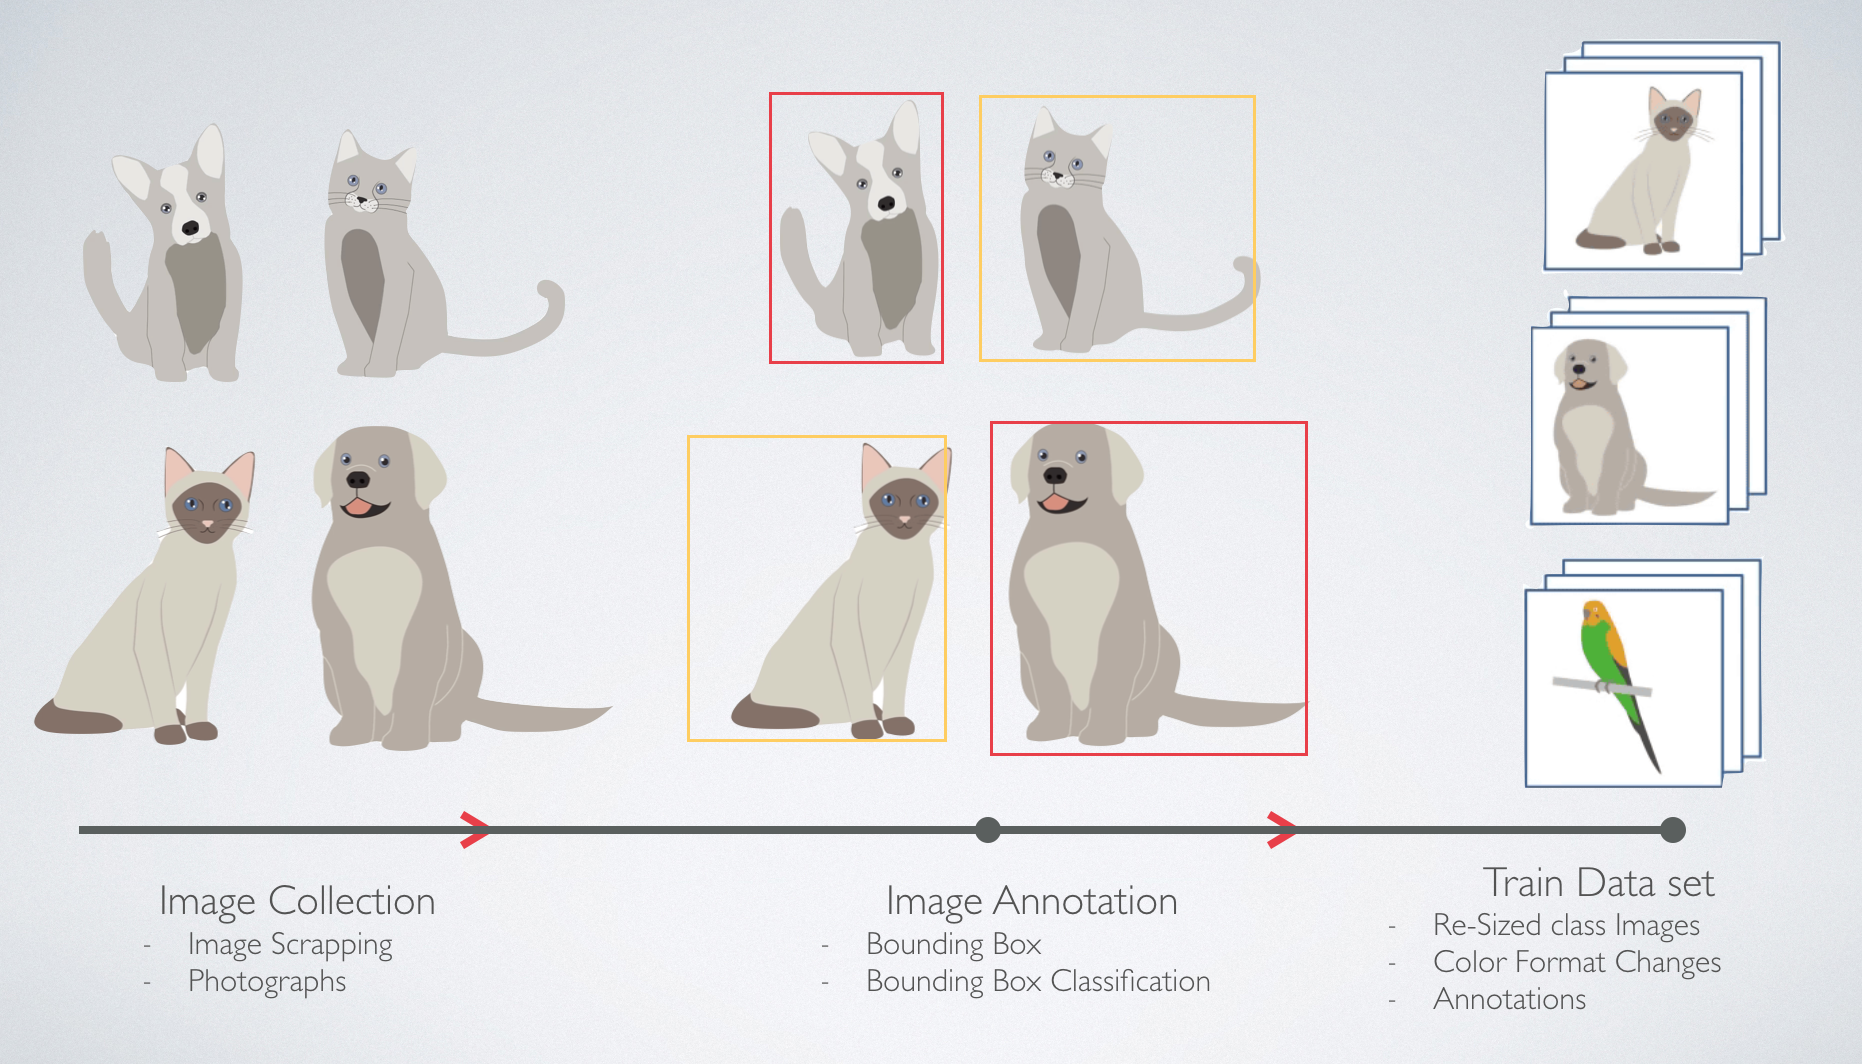 Image Collection
- Image Scrapping
- Photographs
Image Annotation
- Bounding Box
- Bounding Box Classification
Train Data set
- Re-Sized class Images
- Color Format Changes
- Annotations